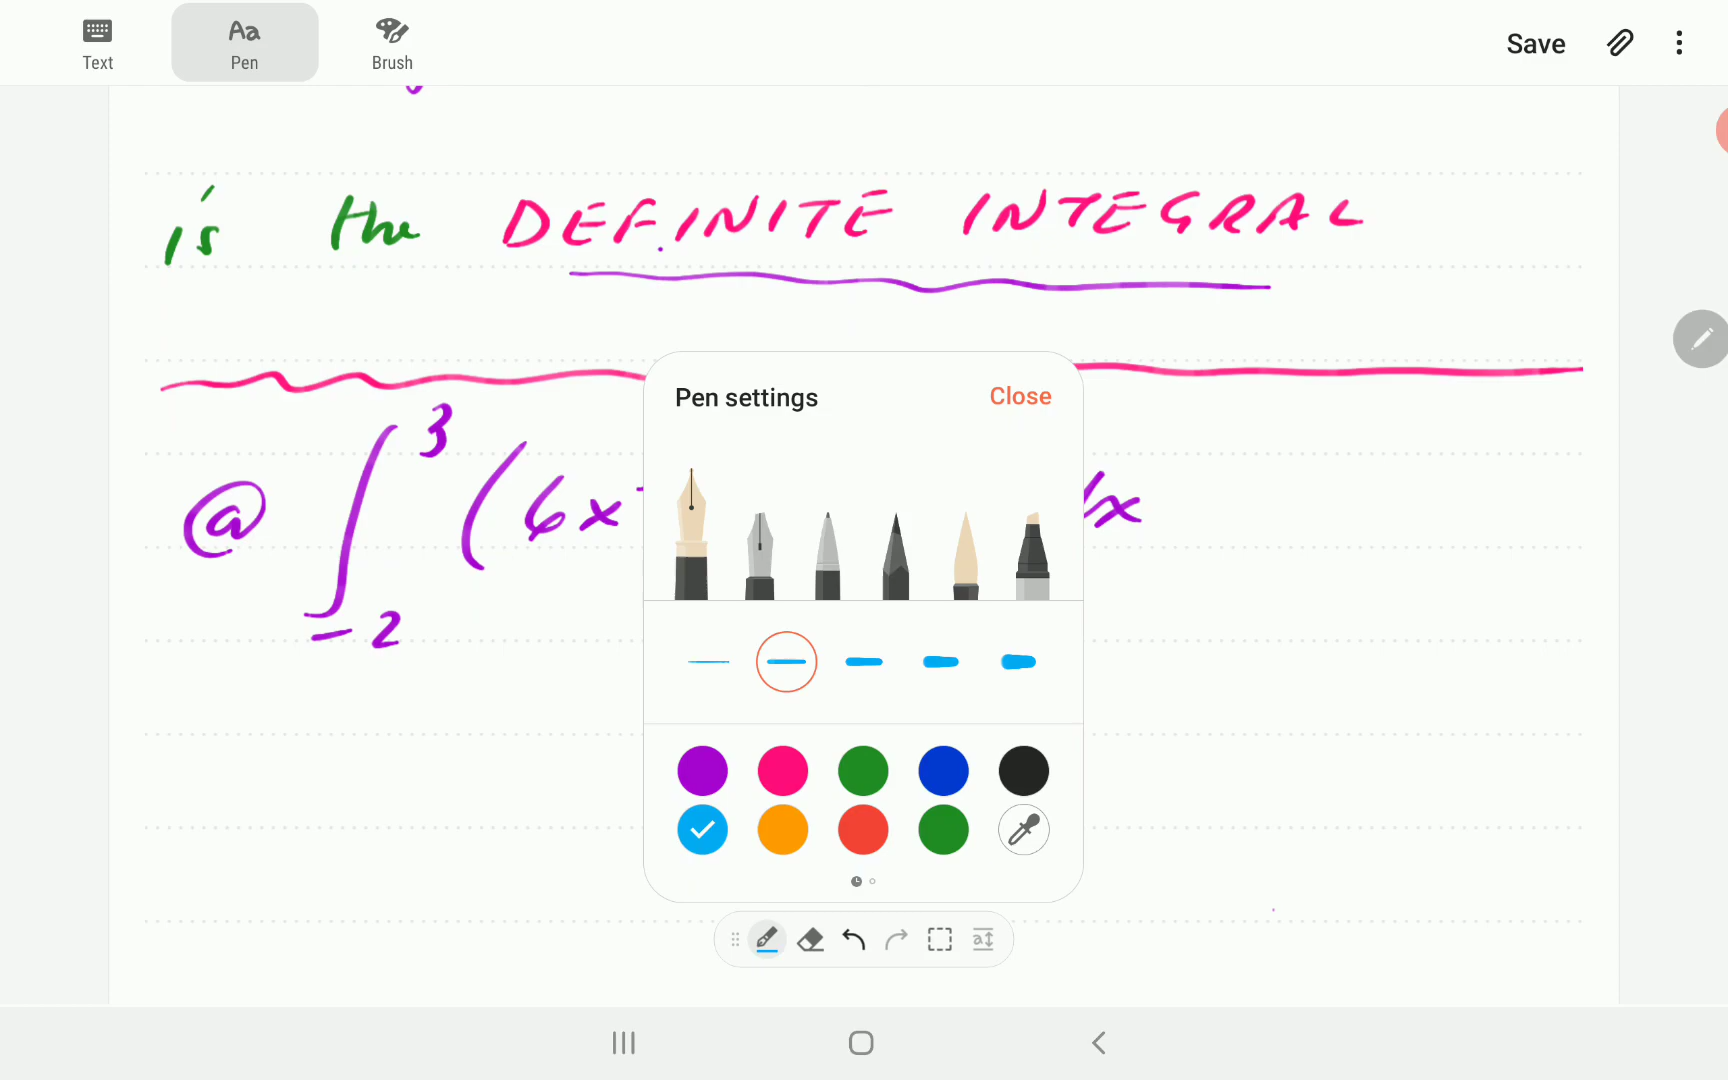 Text Pen Brush Save
is the DEFINITE INTEGRAL
Pen settings Close
@ ∫ 3 -2 (6x dx